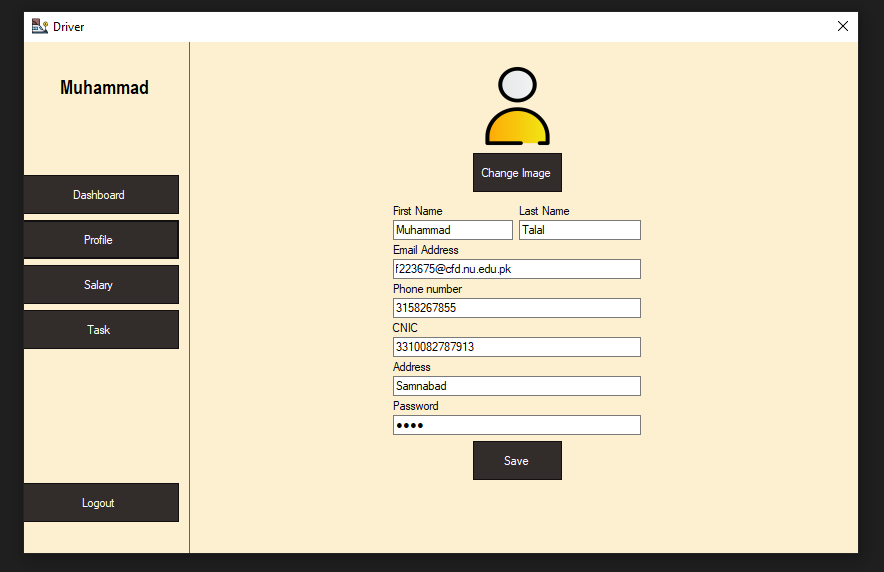 Driver
Muhammad
Dashboard
Profile
Salary
Task
Logout
Change Image
First Name Last Name
Muhammad Talal
Email Address
f223675@cfd.nu.edu.pk
Phone number
3158267855
CNIC
3310082787913
Address
Samnabad
Password
●●●●
Save